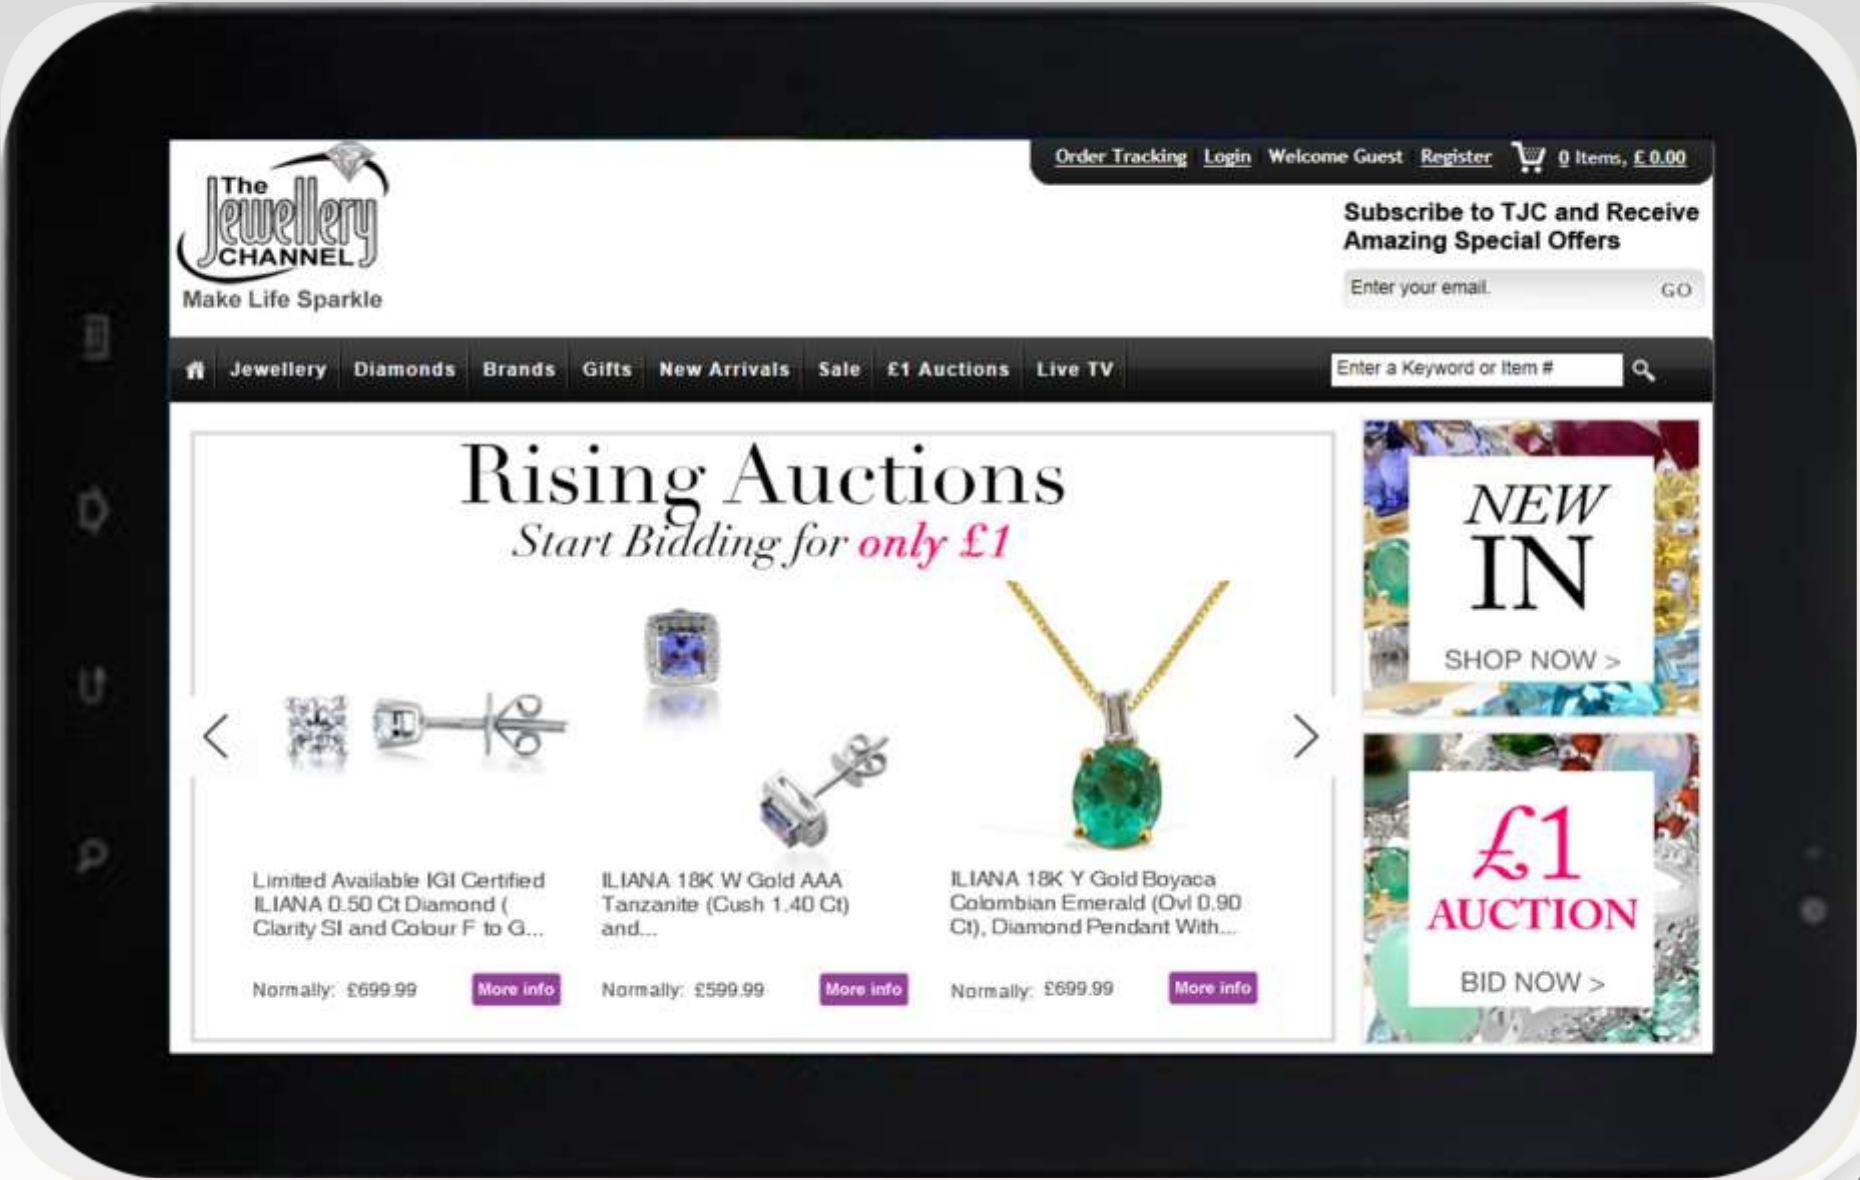 The
Jewellery
CHANNEL
Make Life Sparkle
Order Tracking Login Welcome Guest Register 0 Items, £ 0.00
Subscribe to TJC and Receive
Amazing Special Offers
Enter your email. GO
Jewellery Diamonds Brands Gifts New Arrivals Sale £1 Auctions Live TV
Enter a Keyword or Item #
Rising Auctions
Start Bidding for only £1
Limited Available IGI Certified
ILIANA 0.50 Ct Diamond (
Clarity SI and Colour F to G...
Normally: £699.99 More info
ILIANA 18K W Gold AAA
Tanzanite (Cush 1.40 Ct)
and...
Normally: £599.99 More info
ILIANA 18K Y Gold Boyaca
Colombian Emerald (Ovl 0.90
Ct), Diamond Pendant With...
Normally: £699.99 More info
NEW
IN
SHOP NOW >
£1
AUCTION
BID NOW >